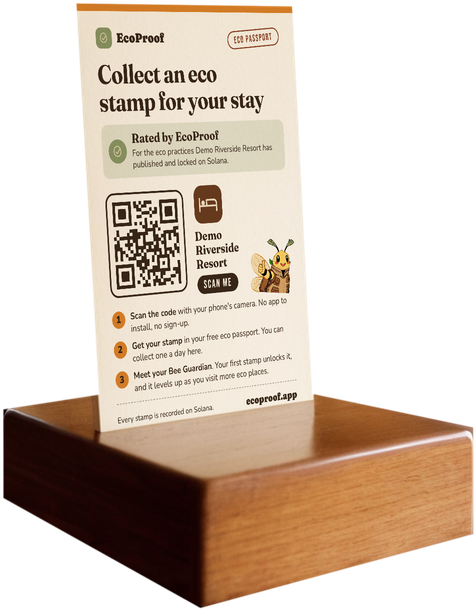 EcoProof
ECO PASSPORT
Collect an eco
stamp for your stay
Rated by EcoProof
For the eco practices Demo Riverside Resort has
published and locked on Solana.
Demo
Riverside
Resort
SCAN ME
1 Scan the code with your phone's camera. No app to
install, no sign-up.
2 Get your stamp in your free eco passport. You can
collect one a day here.
3 Meet your Bee Guardian. Your first stamp unlocks it,
and it levels up as you visit more eco places.
Every stamp is recorded on Solana.
ecoproof.app